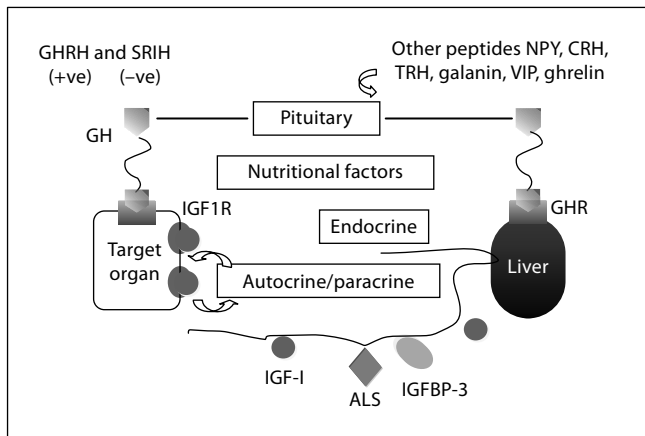 GHRH and SRIH
(+ve) (–ve)
Other peptides NPY, CRH,
TRH, galanin, VIP, ghrelin
Pituitary
GH
Nutritional factors
IGF1R
GHR
Endocrine
Target
organ
Liver
Autocrine/paracrine
IGF-I
IGFBP-3
ALS